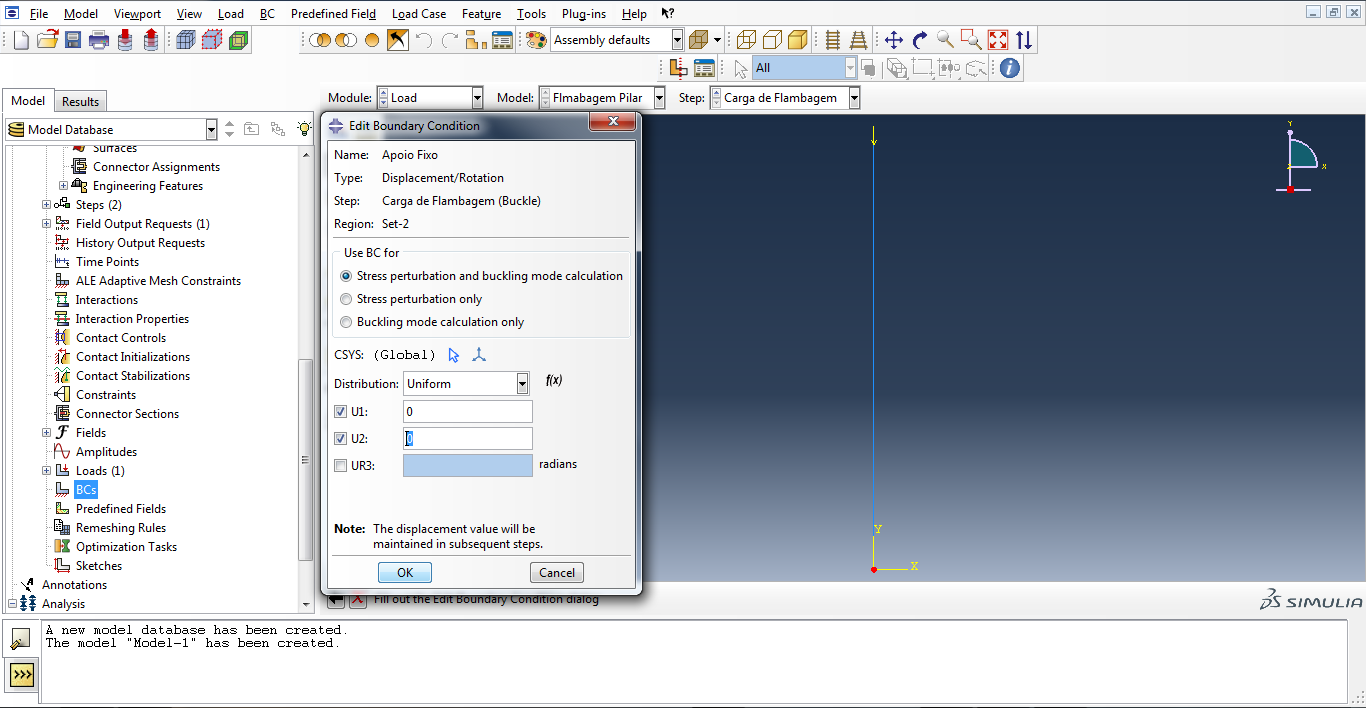 File Model Viewport View Load BC Predefined Field Load Case Feature Tools Plug-ins Help ?
Assembly defaults
All
Model Results
Module: Load Model: Flmabagem Pilar Step: Carga de Flambagem
Model Database
Surfaces
Connector Assignments
Engineering Features
Steps (2)
Field Output Requests (1)
History Output Requests
Time Points
ALE Adaptive Mesh Constraints
Interactions
Interaction Properties
Contact Controls
Contact Initializations
Contact Stabilizations
Constraints
Connector Sections
Fields
Amplitudes
Loads (1)
BCs
Predefined Fields
Remeshing Rules
Optimization Tasks
Sketches
Annotations
Analysis
Edit Boundary Condition
Name: Apoio Fixo
Type: Displacement/Rotation
Step: Carga de Flambagem (Buckle)
Region: Set-2
Use BC for
Stress perturbation and buckling mode calculation
Stress perturbation only
Buckling mode calculation only
CSYS: (Global)
Distribution: Uniform f(x)
U1: 0
U2: 0
UR3: radians
Note: The displacement value will be
maintained in subsequent steps.
OK Cancel
Fill out the Edit Boundary Condition dialog
Y
X
Y
X
SIMULIA
A new model database has been created.
The model "Model-1" has been created.
>>>